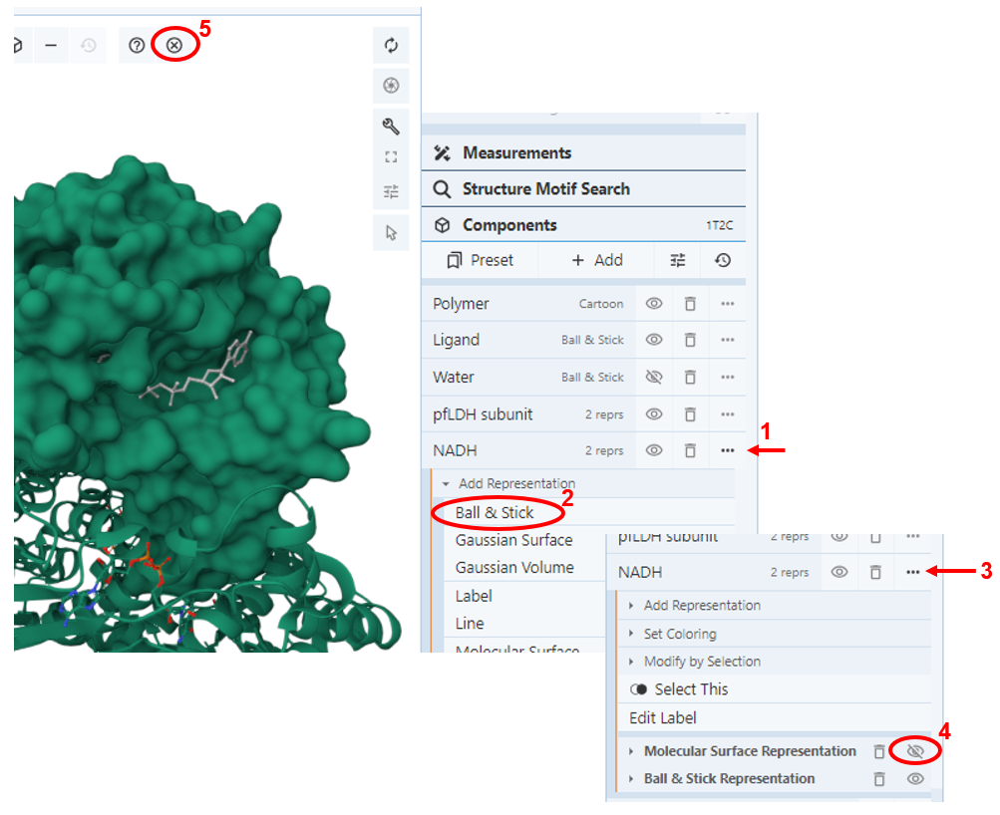 5
Measurements
Structure Motif Search
Components 1T2C
Preset + Add
Polymer Cartoon
Ligand Ball & Stick
Water Ball & Stick
pfLDH subunit 2 reprs
NADH 2 reprs
1
Add Representation
2
Ball & Stick
Gaussian Surface
Gaussian Volume
Label
Line
Molecular Surface
pfLDH subunit 2 reprs
NADH 2 reprs
3
Add Representation
Set Coloring
Modify by Selection
Select This
Edit Label
4
Molecular Surface Representation
Ball & Stick Representation